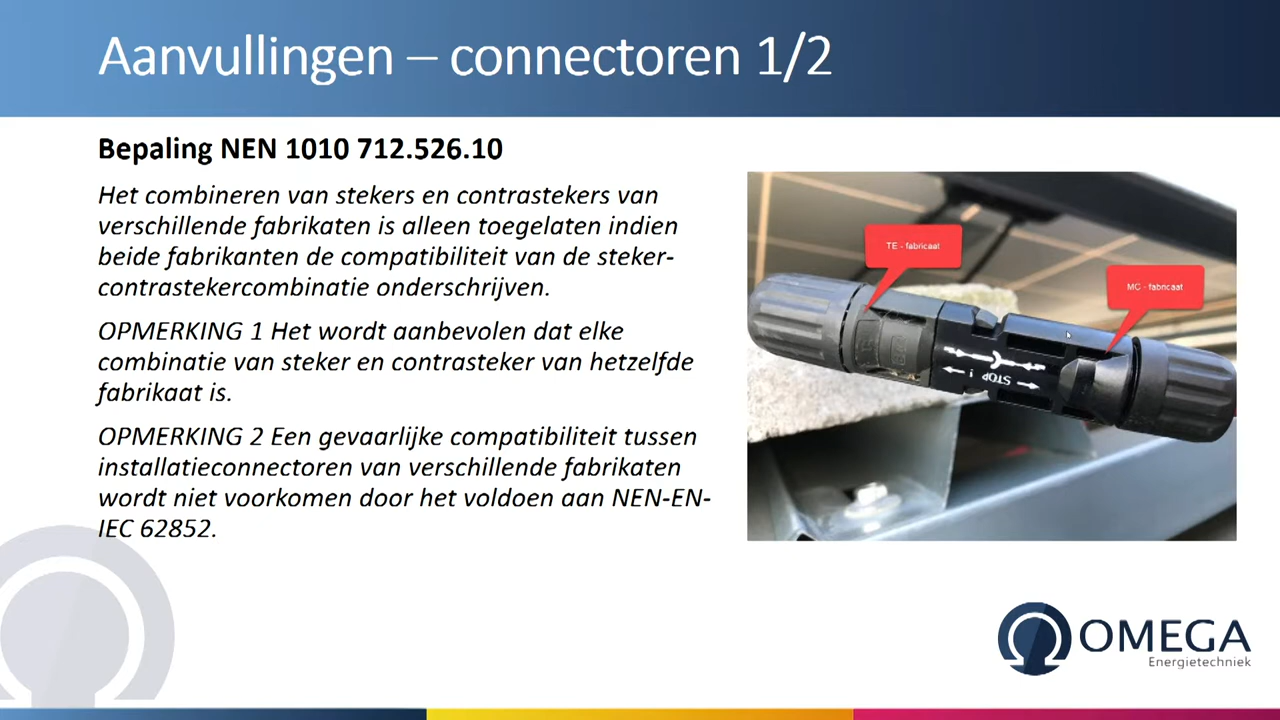 Aanvullingen – connectoren 1/2
Bepaling NEN 1010 712.526.10
Het combineren van stekers en contrastekers van
verschillende fabrikaten is alleen toegelaten indien
beide fabrikanten de compatibiliteit van de steker-
contrastekercombinatie onderschrijven.
OPMERKING 1 Het wordt aanbevolen dat elke
combinatie van steker en contrasteker van hetzelfde
fabrikaat is.
OPMERKING 2 Een gevaarlijke compatibiliteit tussen
installatieconnectoren van verschillende fabrikaten
wordt niet voorkomen door het voldoen aan NEN-EN-
IEC 62852.
TE - fabricaat
MC - fabricaat
STOP
OMEGA
Energietechniek